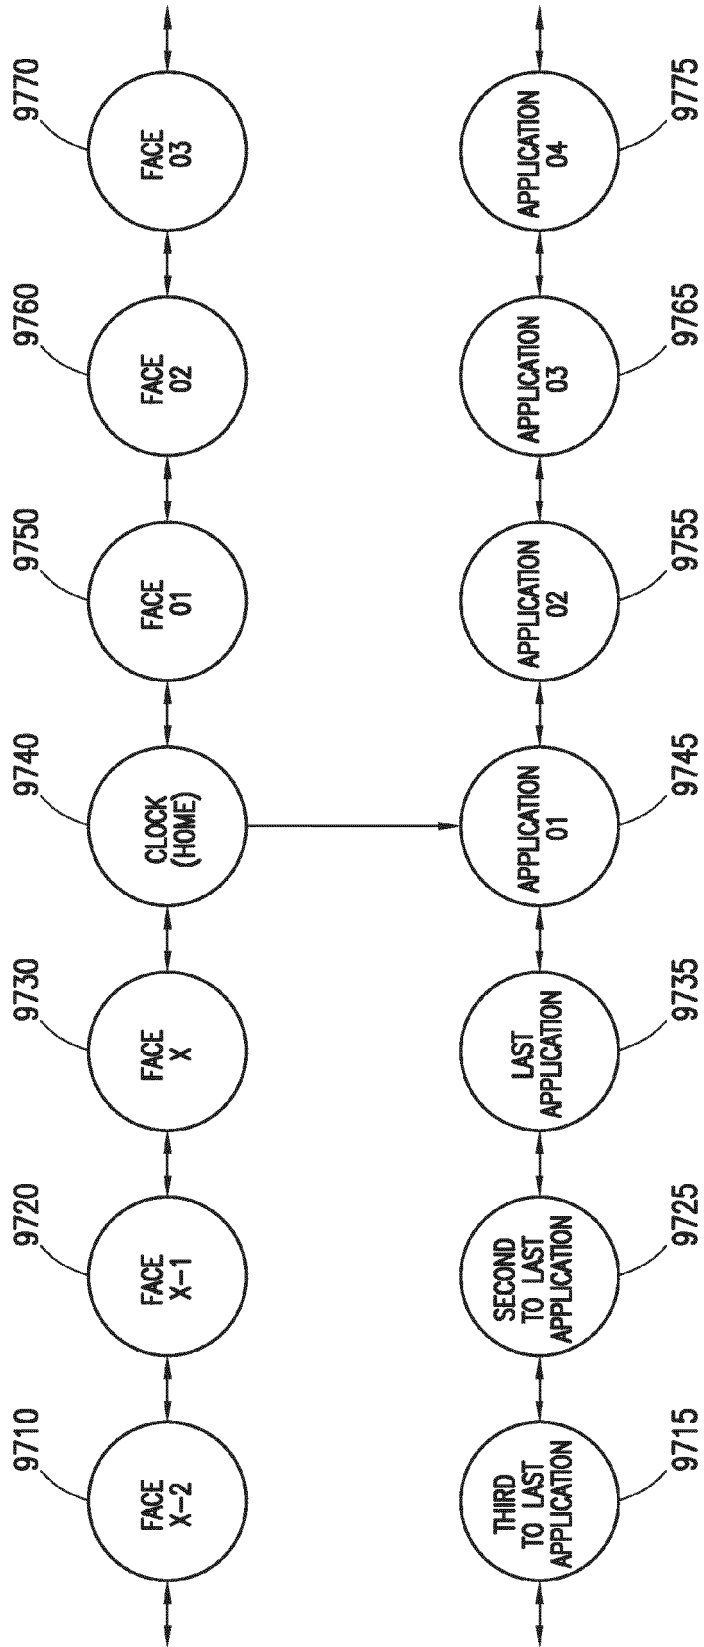 9710
9720
9730
9740
9750
9760
9770
FACE
X-2
FACE
X-1
FACE
X
CLOCK
(HOME)
FACE
01
FACE
02
FACE
03
THIRD
TO LAST
APPLICATION
SECOND
TO LAST
APPLICATION
LAST
APPLICATION
APPLICATION
01
APPLICATION
02
APPLICATION
03
APPLICATION
04
9715
9725
9735
9745
9755
9765
9775